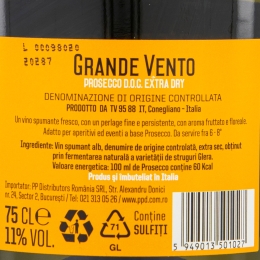 L 00098020
20287
GRANDE VENTO
PROSECCO D.O.C. EXTRA DRY
DENOMINAZIONE DI ORIGINE CONTROLLATA
PRODOTTO DA TV 95 88 IT, Conegliano - Italia
Un vino spumante fresco, con un perlage fine e persistente, con aroma fruttato e floreale.
Adatto per aperitivi ed eventi a base Prosecco. Da servire fra 6 - 8°
Ingrediente: Vin spumant alb, denumire de origine controlată, extra sec, obținut
prin fermentarea naturală a varietății de struguri Glera.
Valoare energetică: 100 ml de Prosecco conține 60 Kcal
Produs și îmbuteliat în Italia
Importator: PP Distributors România SRL, Str. Alexandru Donici
nr. 2A, Sector 2, București / Tel: 021 313 05 26 / www.ppd.com.ro
75 CL e
11% VOL.
71
GL
Conține
SULFIȚI
5 949013 501027